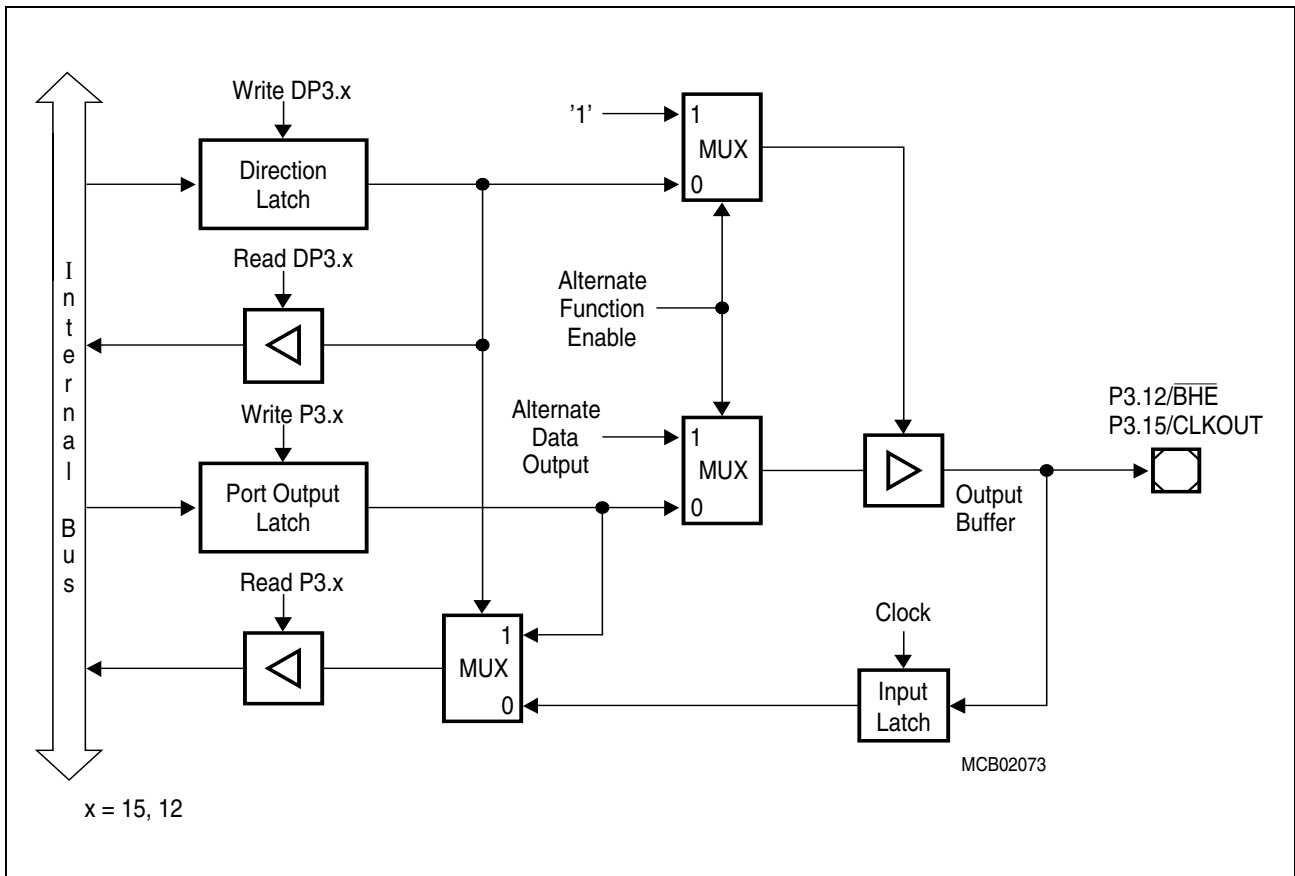 Write DP3.x
'1'
1
MUX
0
Direction
Latch
Read DP3.x
Internal Bus
Alternate
Function
Enable
Write P3.x
Alternate
Data
Output
1
MUX
0
P3.12/B̅H̅E̅
P3.15/CLKOUT
Port Output
Latch
Output
Buffer
Read P3.x
Clock
1
MUX
0
Input
Latch
MCB02073
x = 15, 12